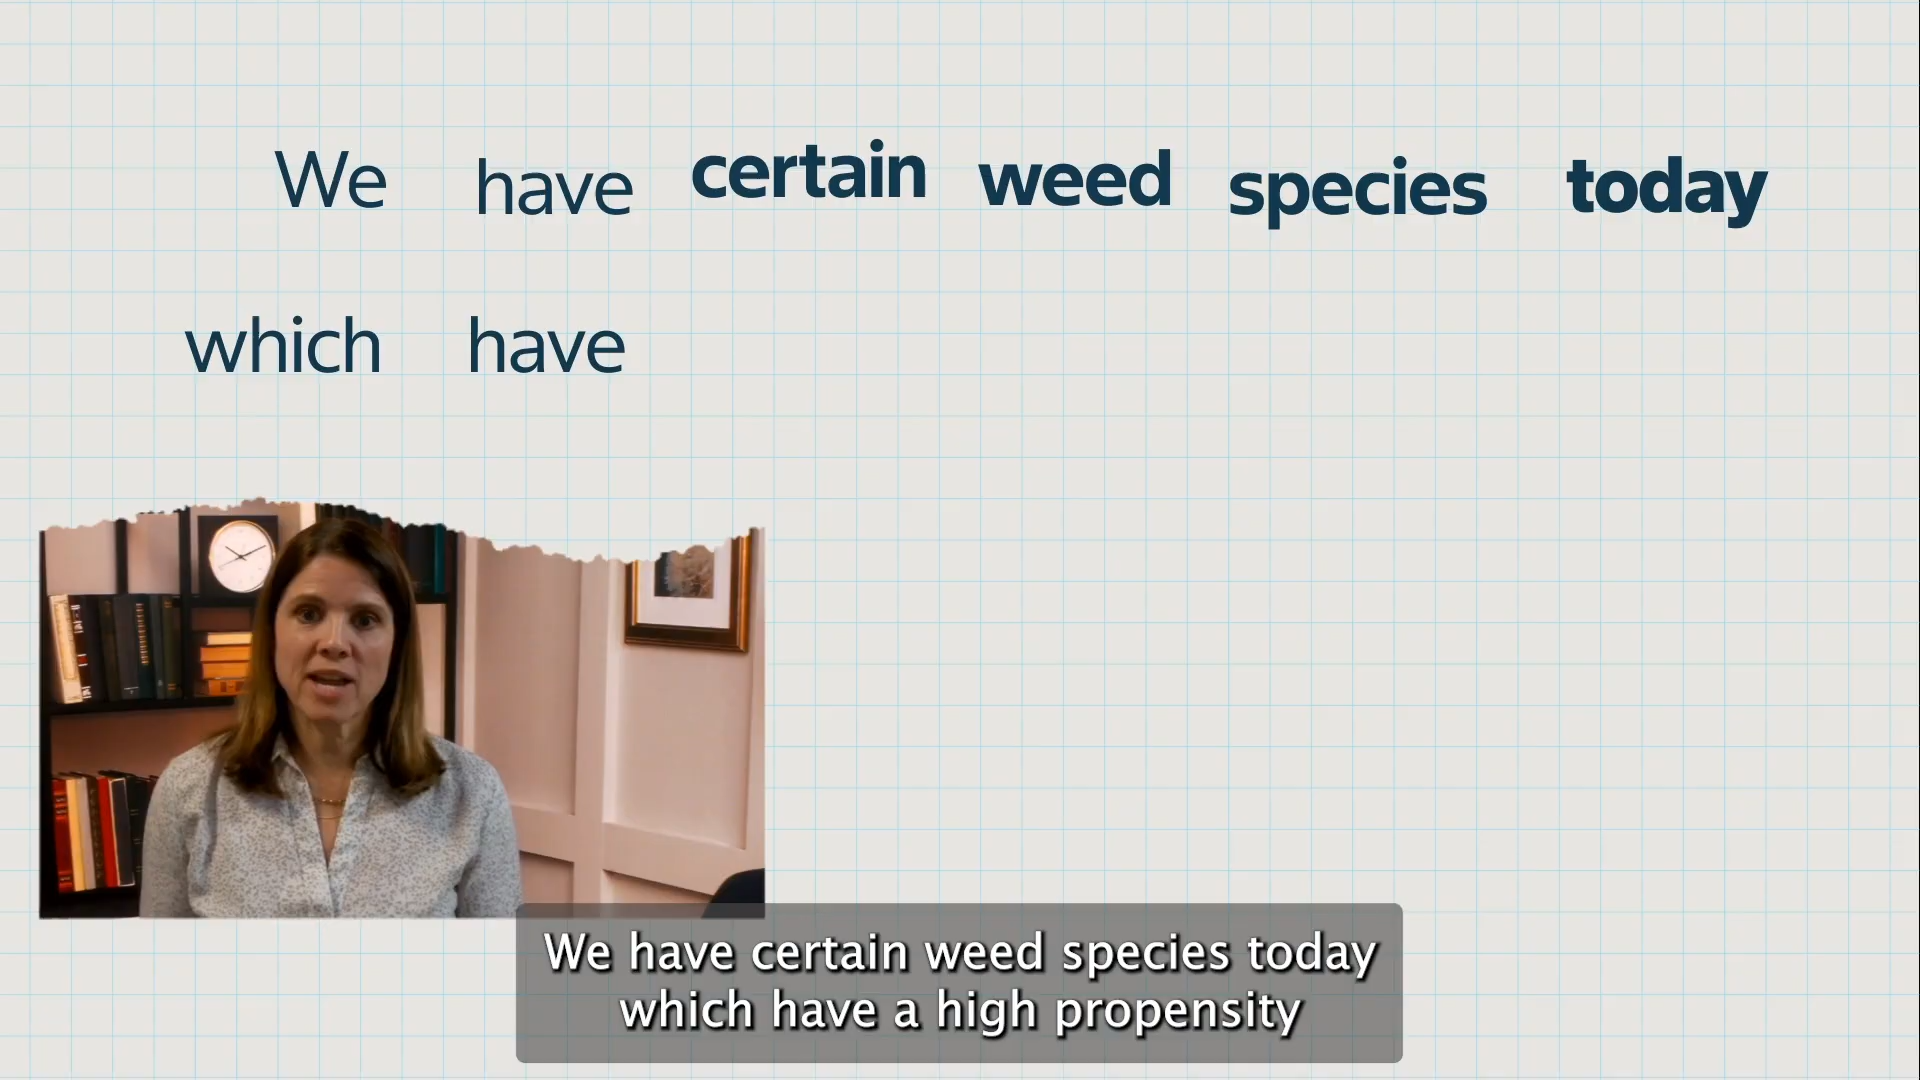 We have certain weed species today
which have
We have certain weed species today
which have a high propensity